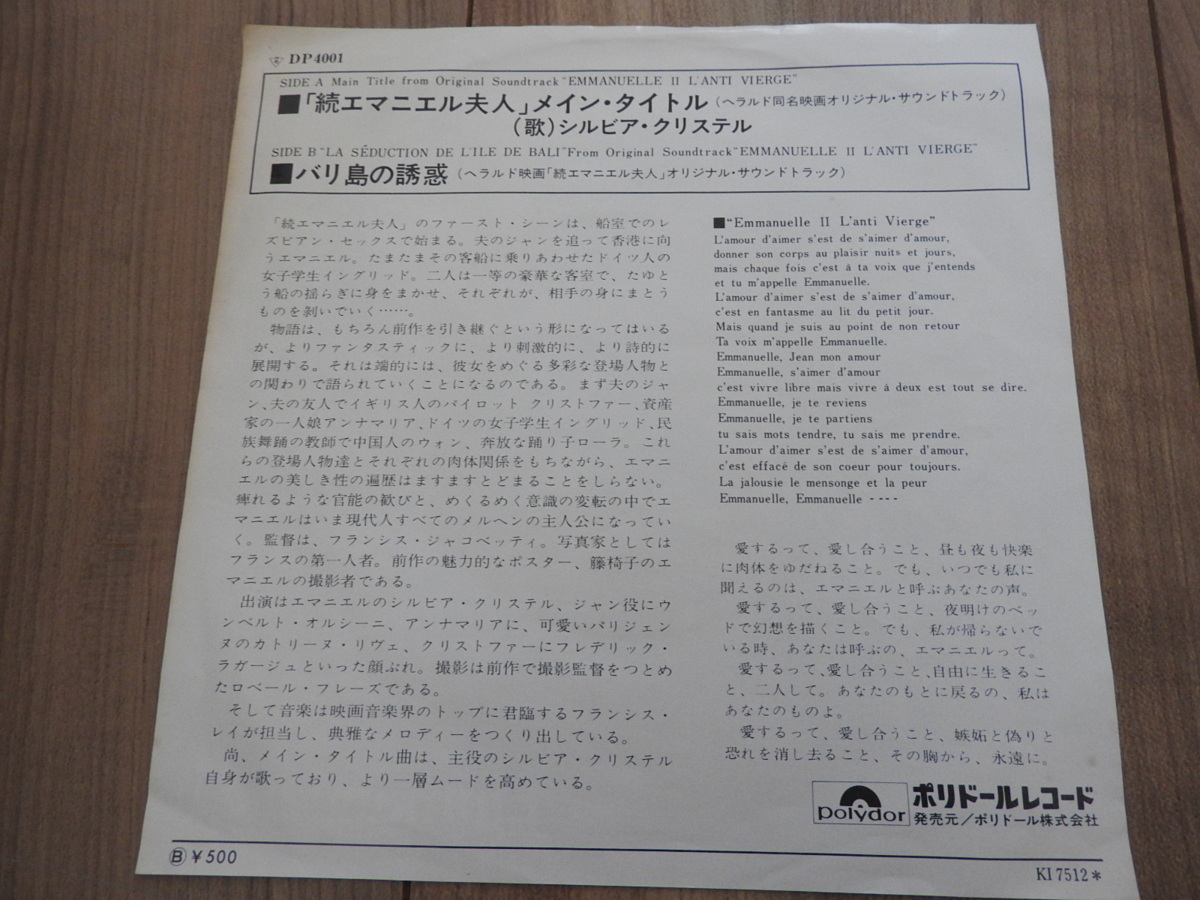 DP4001
SIDE A Main Title from Original Soundtrack "EMMANUELLE II L'ANTI VIERGE"
■「続エマニエル夫人」メイン・タイトル（ヘラルド同名映画オリジナル・サウンドトラック）
（歌）シルビア・クリステル
SIDE B "LA SÉDUCTION DE L'ILE DE BALI" From Original Soundtrack "EMMANUELLE II L'ANTI VIERGE"
■バリ島の誘惑（ヘラルド映画「続エマニエル夫人」オリジナル・サウンドトラック）
「続エマニエル夫人」のファースト・シーンは、船室でのレ
ズビアン・セックスで始まる。夫のジャンを追って香港に向
うエマニエル。たまたまその客船に乗りあわせたドイツ人の
女子学生イングリッド。二人は一等の豪華な客室で、たゆと
う船の揺らぎに身をまかせ、それぞれが、相手の身にまとう
ものを剥いでいく……。
物語は、もちろん前作を引き継ぐという形になってはいる
が、よりファンタスティックに、より刺激的に、より詩的に
展開する。それは端的には、彼女をめぐる多彩な登場人物と
の関わりで語られていくことになるのである。まず夫のジャ
ン、夫の友人でイギリス人のパイロット クリストファー、資産
家の一人娘アンナマリア、ドイツの女子学生イングリッド、民
族舞踊の教師で中国人のウォン、奔放な踊り子ローラ。これ
らの登場人物達とそれぞれの肉体関係をもちながら、エマニ
エルの美しき性の遍歴はますますとどまることをしらない。
痺れるような官能の歓びと、めくるめく意識の変転の中でエ
マニエルはいま現代人すべてのメルヘンの主人公になってい
く。監督は、フランシス・ジャコベッティ。写真家としては
フランスの第一人者。前作の魅力的なポスター、藤椅子のエ
マニエルの撮影者である。
出演はエマニエルのシルビア・クリステル、ジャン役にウ
ンベルト・オルシーニ、アンナマリアに、可愛いパリジェン
ヌのカトリーヌ・リヴェ、クリストファーにフレデリック・
ラガージュといった顔ぶれ。撮影は前作で撮影監督をつとめ
たロベール・フレーズである。
そして音楽は映画音楽界のトップに君臨するフランシス・
レイが担当し、典雅なメロディーをつくり出している。
尚、メイン・タイトル曲は、主役のシルビア・クリステル
自身が歌っており、より一層ムードを高めている。
■"Emmanuelle II L'anti Vierge"
L'amour d'aimer s'est de s'aimer d'amour,
donner son corps au plaisir nuits et jours,
mais chaque fois c'est à ta voix que j'entends
et tu m'appelle Emmanuelle.
L'amour d'aimer s'est de s'aimer d'amour,
c'est en fantasme au lit du petit jour.
Mais quand je suis au point de non retour
Ta voix m'appelle Emmanuelle.
Emmanuelle, Jean mon amour
Emmanuelle, s'aimer d'amour
c'est vivre libre mais vivre à deux est tout se dire.
Emmanuelle, je te reviens
Emmanuelle, je te partiens
tu sais mots tendre, tu sais me prendre.
L'amour d'aimer s'est de s'aimer d'amour,
c'est effacé de son coeur pour toujours.
La jalousie le mensonge et la peur
Emmanuelle, Emmanuelle ----
愛するって、愛し合うこと、昼も夜も快楽
に肉体をゆだねること。でも、いつでも私に
聞えるのは、エマニエルと呼ぶあなたの声。
愛するって、愛し合うこと、夜明けのベッ
ドで幻想を描くこと。でも、私が帰らないで
いる時、あなたは呼ぶの、エマニエルって。
愛するって、愛し合うこと、自由に生きるこ
と、二人して。あなたのもとに戻るの、私は
あなたのものよ。
愛するって、愛し合うこと、嫉妬と偽りと
恐れを消し去ること、その胸から、永遠に。
polydor
ポリドールレコード
発売元／ポリドール株式会社
Ⓑ ￥500
KI 7512＊